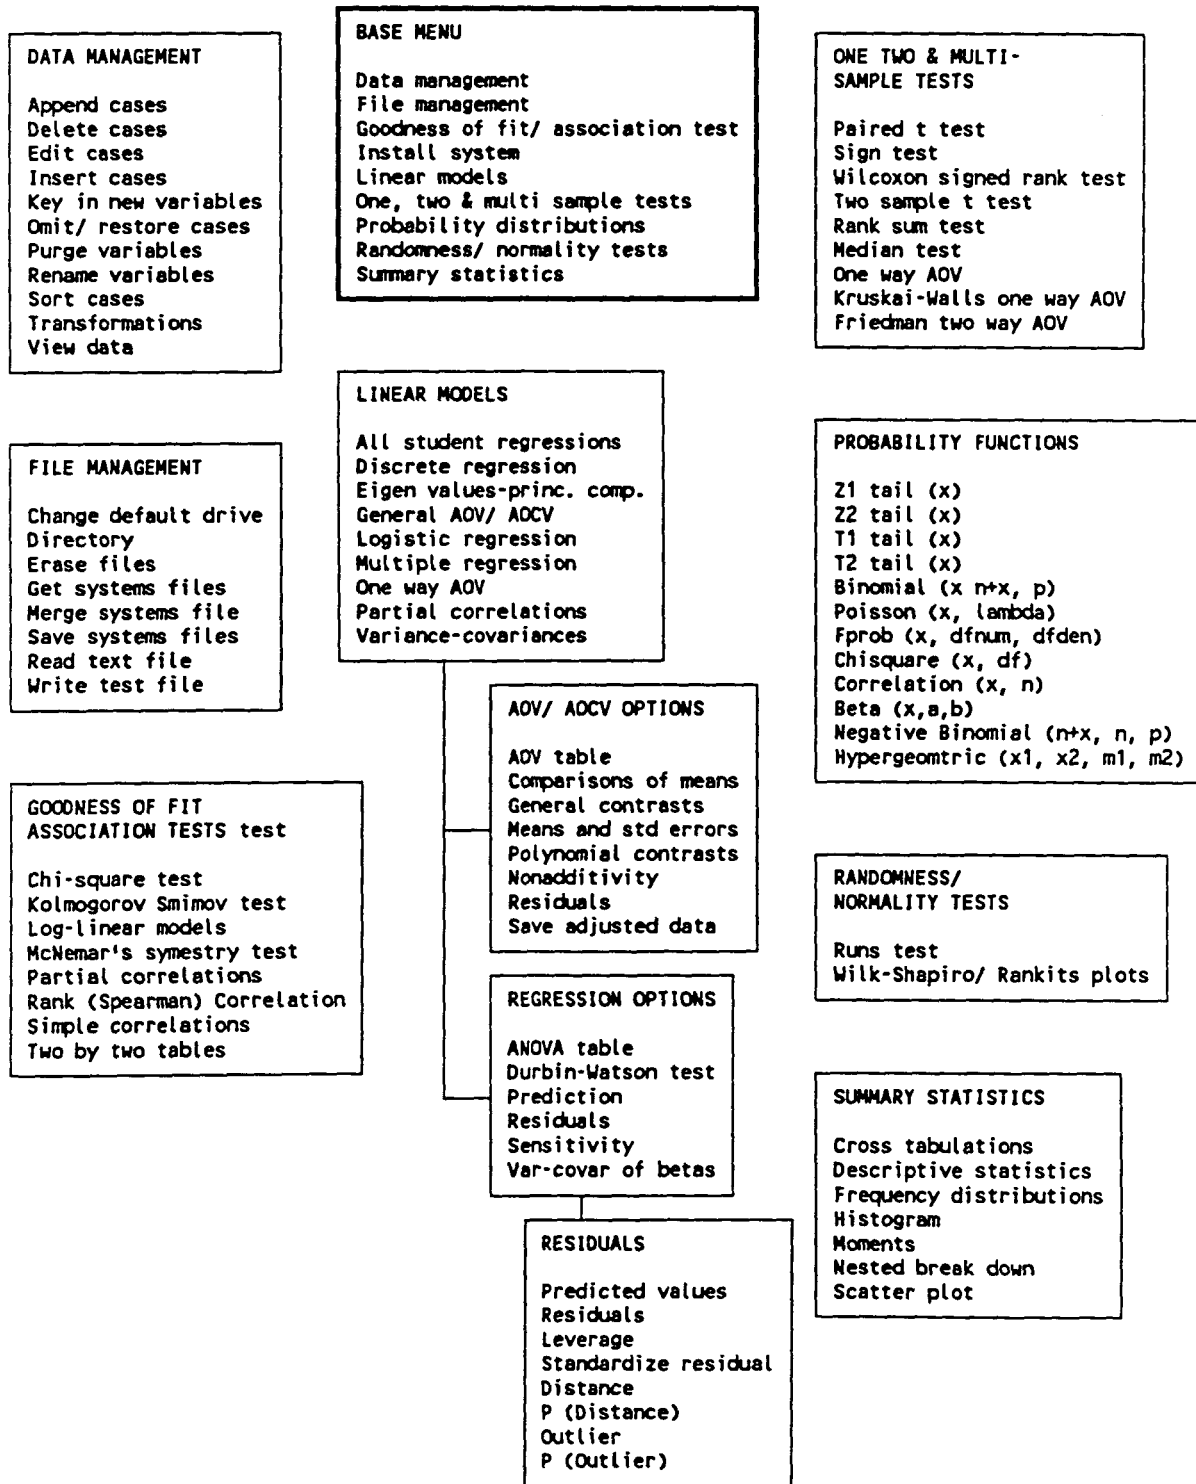 DATA MANAGEMENT
Append cases
Delete cases
Edit cases
Insert cases
Key in new variables
Omit/ restore cases
Purge variables
Rename variables
Sort cases
Transformations
View data
FILE MANAGEMENT
Change default drive
Directory
Erase files
Get systems files
Merge systems file
Save systems files
Read text file
Write test file
GOODNESS OF FIT
ASSOCIATION TESTS test
Chi-square test
Kolmogorov Smimov test
Log-linear models
McNemar's symestry test
Partial correlations
Rank (Spearman) Correlation
Simple correlations
Two by two tables
BASE MENU
Data management
File management
Goodness of fit/ association test
Install system
Linear models
One, two & multi sample tests
Probability distributions
Randomness/ normality tests
Summary statistics
LINEAR MODELS
All student regressions
Discrete regression
Eigen values-princ. comp.
General AOV/ AOCV
Logistic regression
Multiple regression
One way AOV
Partial correlations
Variance-covariances
AOV/ AOCV OPTIONS
AOV table
Comparisons of means
General contrasts
Means and std errors
Polynomial contrasts
Nonadditivity
Residuals
Save adjusted data
REGRESSION OPTIONS
ANOVA table
Durbin-Watson test
Prediction
Residuals
Sensitivity
Var-covar of betas
RESIDUALS
Predicted values
Residuals
Leverage
Standardize residual
Distance
P (Distance)
Outlier
P (Outlier)
ONE TWO & MULTI-
SAMPLE TESTS
Paired t test
Sign test
Wilcoxon signed rank test
Two sample t test
Rank sum test
Median test
One way AOV
Kruskai-Walls one way AOV
Friedman two way AOV
PROBABILITY FUNCTIONS
Z1 tail (x)
Z2 tail (x)
T1 tail (x)
T2 tail (x)
Binomial (x n+x, p)
Poisson (x, lambda)
Fprob (x, dfnum, dfden)
Chisquare (x, df)
Correlation (x, n)
Beta (x,a,b)
Negative Binomial (n+x, n, p)
Hypergeomtric (x1, x2, m1, m2)
RANDOMNESS/
NORMALITY TESTS
Runs test
Wilk-Shapiro/ Rankits plots
SUMMARY STATISTICS
Cross tabulations
Descriptive statistics
Frequency distributions
Histogram
Moments
Nested break down
Scatter plot